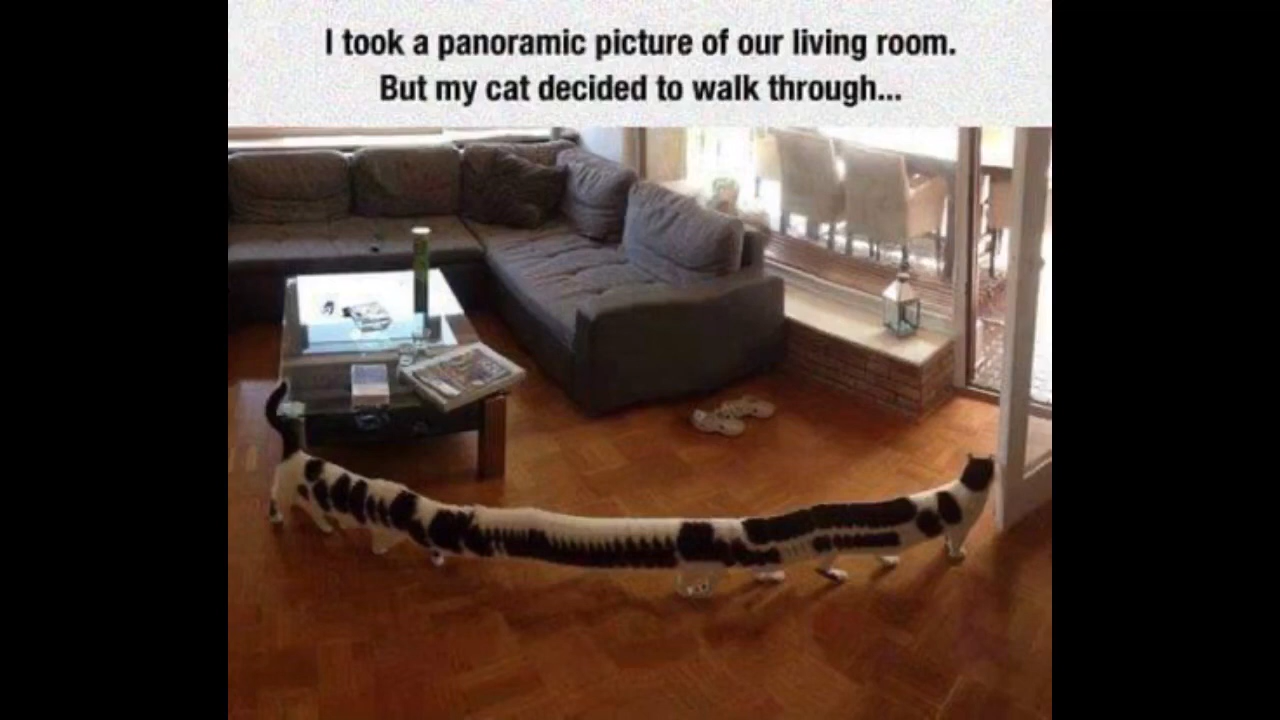 I took a panoramic picture of our living room.
But my cat decided to walk through...